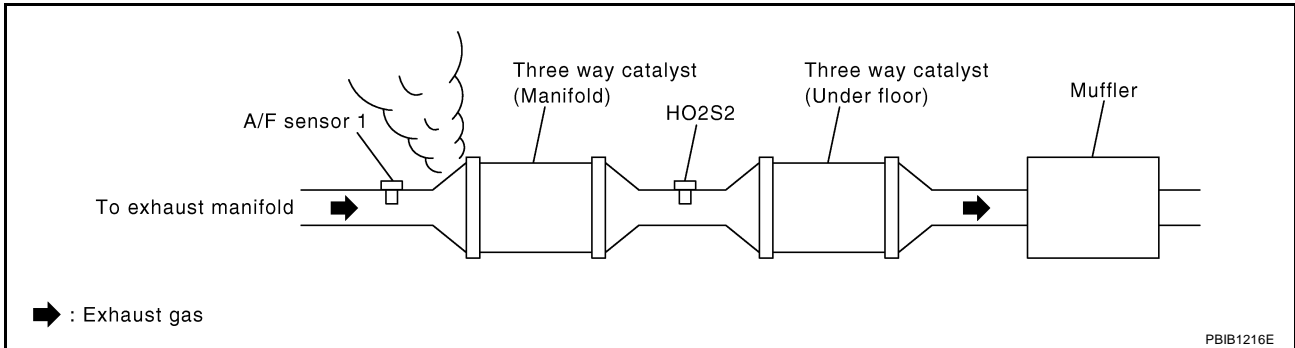 Three way catalyst
(Manifold)
Three way catalyst
(Under floor)
Muffler
HO2S2
A/F sensor 1
To exhaust manifold
: Exhaust gas
PBIB1216E